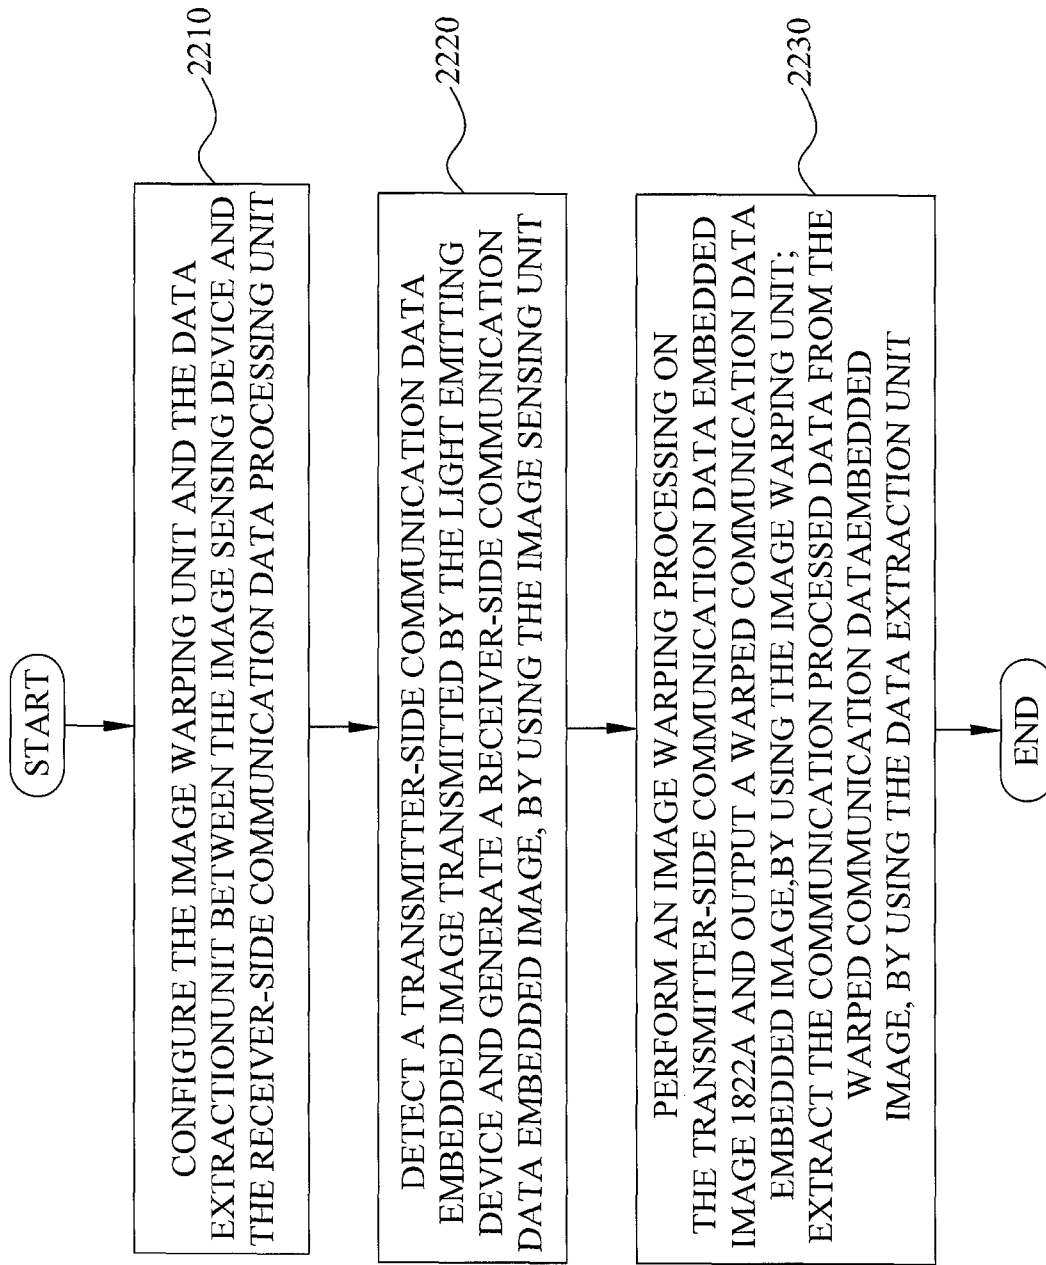 START
CONFIGURE THE IMAGE WARPING UNIT AND THE DATA
EXTRACTIONUNIT BETWEEN THE IMAGE SENSING DEVICE AND
THE RECEIVER-SIDE COMMUNICATION DATA PROCESSING UNIT
2210
DETECT A TRANSMITTER-SIDE COMMUNICATION DATA
EMBEDDED IMAGE TRANSMITTED BY THE LIGHT EMITTING
DEVICE AND GENERATE A RECEIVER-SIDE COMMUNICATION
DATA EMBEDDED IMAGE, BY USING THE IMAGE SENSING UNIT
2220
PERFORM AN IMAGE WARPING PROCESSING ON
THE TRANSMITTER-SIDE COMMUNICATION DATA EMBEDDED
IMAGE 1822A AND OUTPUT A WARPED COMMUNICATION DATA
EMBEDDED IMAGE,BY USING THE IMAGE WARPING UNIT;
EXTRACT THE COMMUNICATION PROCESSED DATA FROM THE
WARPED COMMUNICATION DATAEMBEDDED
IMAGE, BY USING THE DATA EXTRACTION UNIT
2230
END